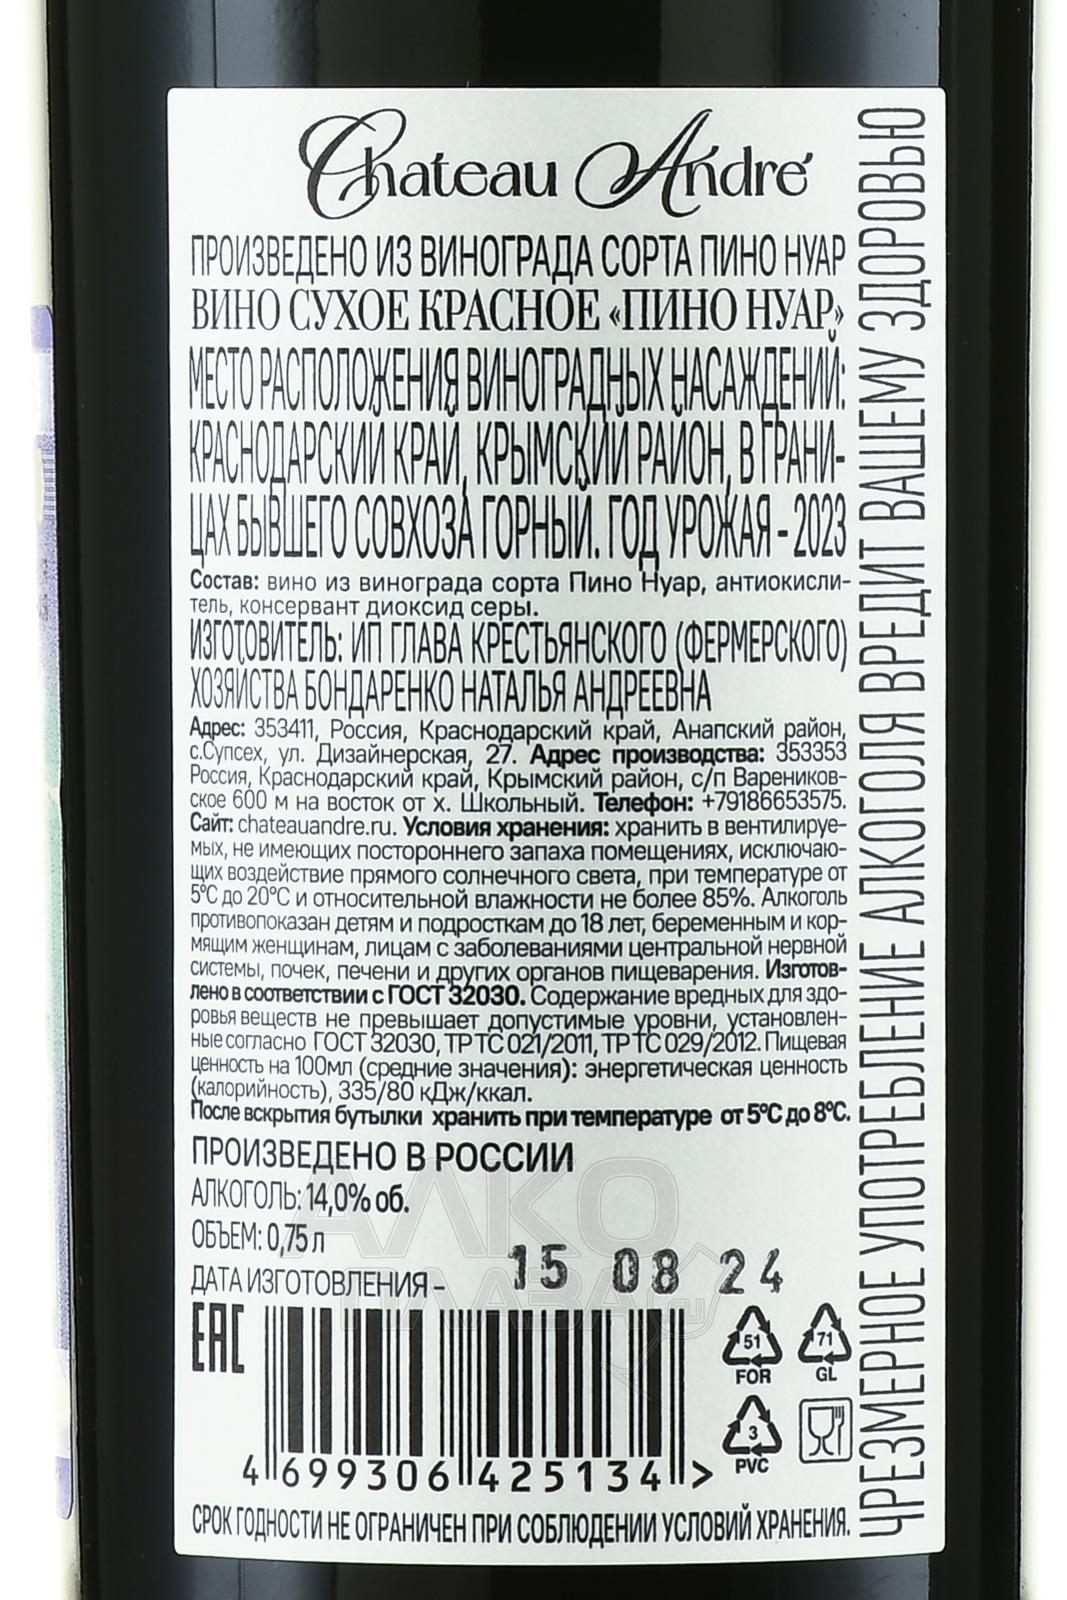 Chateau André
ПРОИЗВЕДЕНО ИЗ ВИНОГРАДА СОРТА ПИНО НУАР
ВИНО СУХОЕ КРАСНОЕ «ПИНО НУАР»
МЕСТО РАСПОЛОЖЕНИЯ ВИНОГРАДНЫХ НАСАЖДЕНИЙ:
КРАСНОДАРСКИЙ КРАЙ, КРЫМСКИЙ РАЙОН, В ГРАНИ-
ЦАХ БЫВШЕГО СОВХОЗА ГОРНЫЙ. ГОД УРОЖАЯ - 2023
Состав: вино из винограда сорта Пино Нуар, антиокисли-
тель, консервант диоксид серы.
ИЗГОТОВИТЕЛЬ: ИП ГЛАВА КРЕСТЬЯНСКОГО (ФЕРМЕРСКОГО)
ХОЗЯЙСТВА БОНДАРЕНКО НАТАЛЬЯ АНДРЕЕВНА
Адрес: 353411, Россия, Краснодарский край, Анапский район,
с.Супсех, ул. Дизайнерская, 27. Адрес производства: 353353
Россия, Краснодарский край, Крымский район, с/п Вареников-
ское 600 м на восток от х. Школьный. Телефон: +79186653575.
Сайт: chateauandre.ru. Условия хранения: хранить в вентилируе-
мых, не имеющих постороннего запаха помещениях, исключаю-
щих воздействие прямого солнечного света, при температуре от
5°С до 20°С и относительной влажности не более 85%. Алкоголь
противопоказан детям и подросткам до 18 лет, беременным и кор-
мящим женщинам, лицам с заболеваниями центральной нервной
системы, почек, печени и других органов пищеварения. Изготов-
лено в соответствии с ГОСТ 32030. Содержание вредных для здо-
ровья веществ не превышает допустимые уровни, установлен-
ные согласно ГОСТ 32030, ТР ТС 021/2011, ТР ТС 029/2012. Пищевая
ценность на 100мл (средние значения): энергетическая ценность
(калорийность), 335/80 кДж/ккал.
После вскрытия бутылки хранить при температуре от 5°С до 8°С.
ПРОИЗВЕДЕНО В РОССИИ
АЛКОГОЛЬ: 14,0% об.
ОБЪЕМ: 0,75 л
ДАТА ИЗГОТОВЛЕНИЯ – 15 08 24
EAC
51
FOR
71
GL
3
PVC
4 699306 425134 >
СРОК ГОДНОСТИ НЕ ОГРАНИЧЕН ПРИ СОБЛЮДЕНИИ УСЛОВИЙ ХРАНЕНИЯ.
ЧРЕЗМЕРНОЕ УПОТРЕБЛЕНИЕ АЛКОГОЛЯ ВРЕДИТ ВАШЕМУ ЗДОРОВЬЮ
АЛКО
ПЛАЗА
.ru